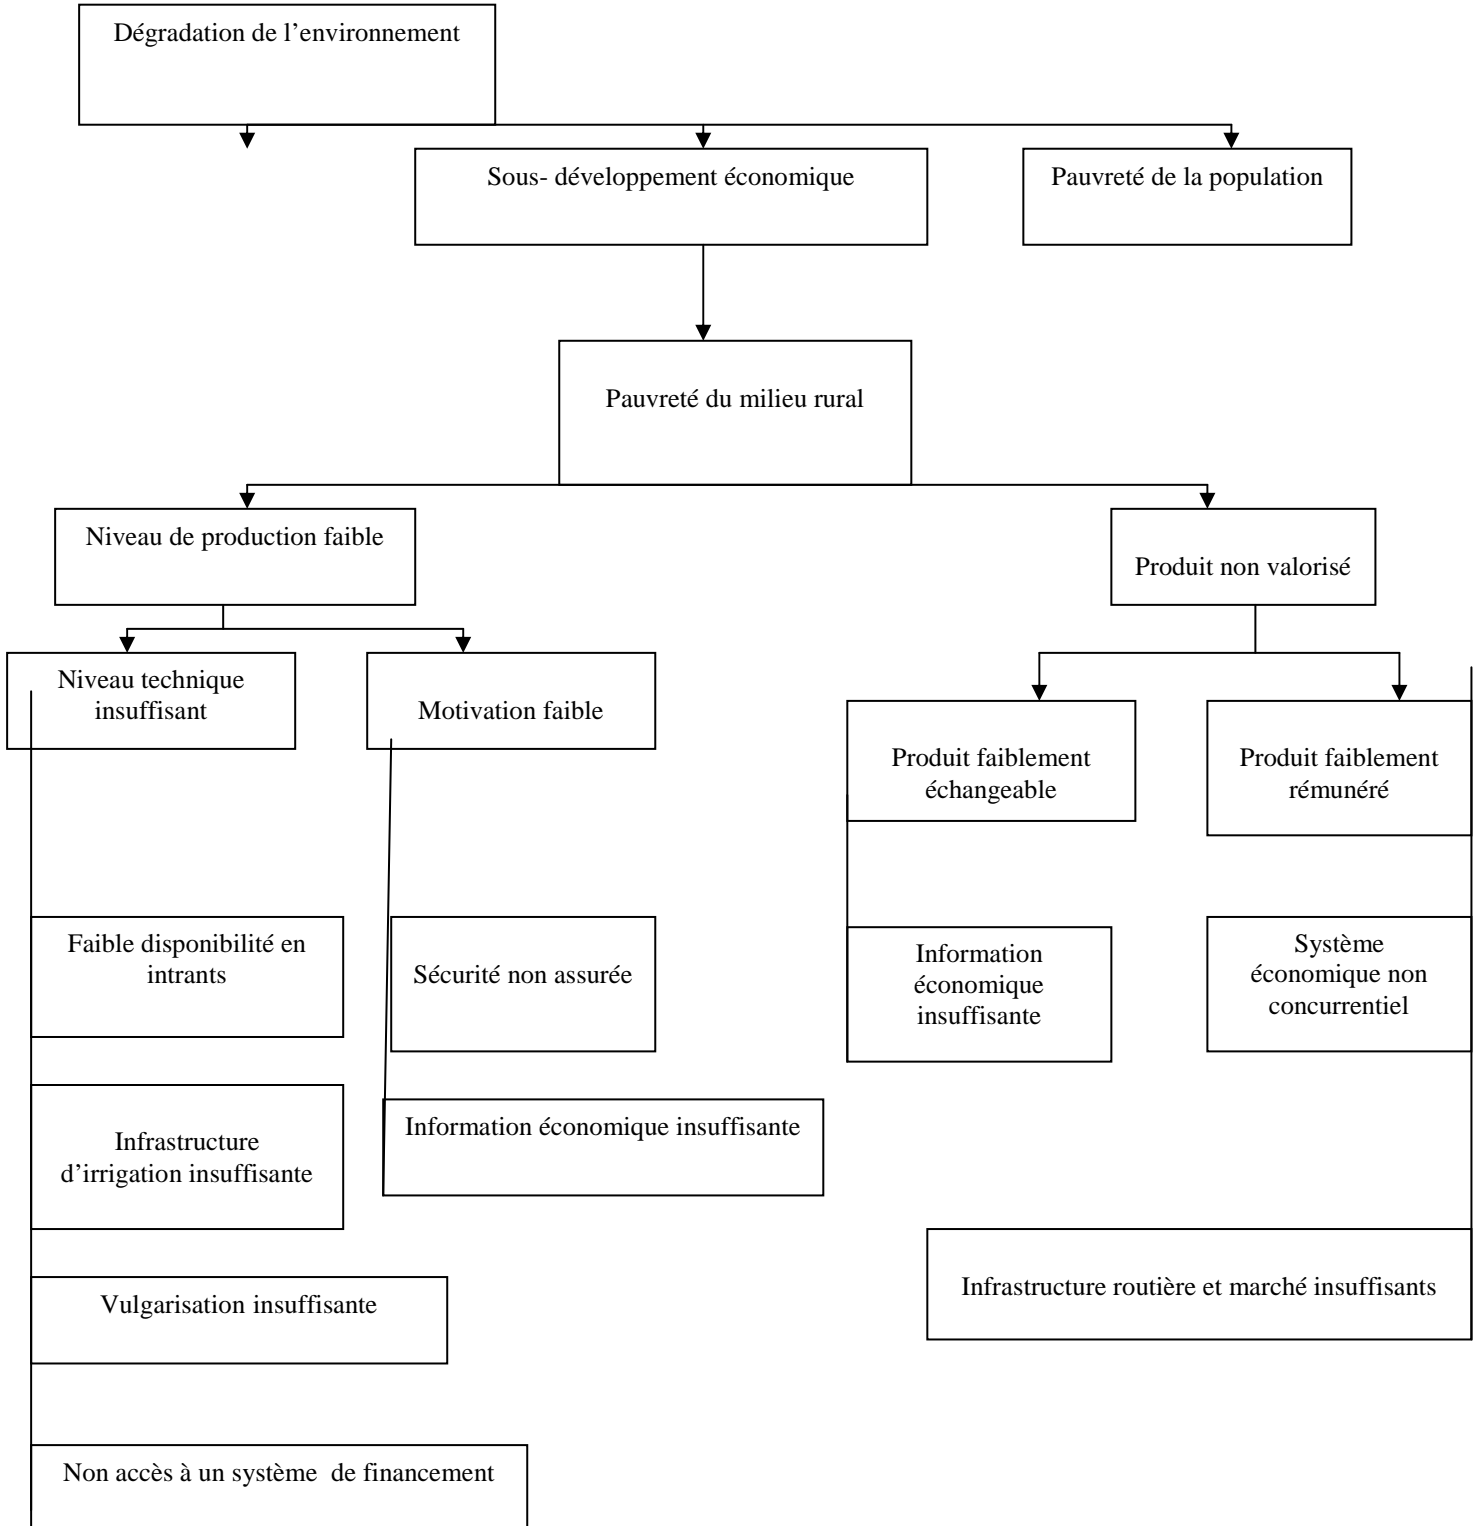 Dégradation de l’environnement
Sous- développement économique
Pauvreté de la population
Pauvreté du milieu rural
Niveau de production faible
Produit non valorisé
Niveau technique
insuffisant
Motivation faible
Produit faiblement
échangeable
Produit faiblement
rémunéré
Faible disponibilité en
intrants
Sécurité non assurée
Information
économique
insuffisante
Système
économique non
concurrentiel
Infrastructure
d’irrigation insuffisante
Information économique insuffisante
Infrastructure routière et marché insuffisants
Vulgarisation insuffisante
Non accès à un système  de financement